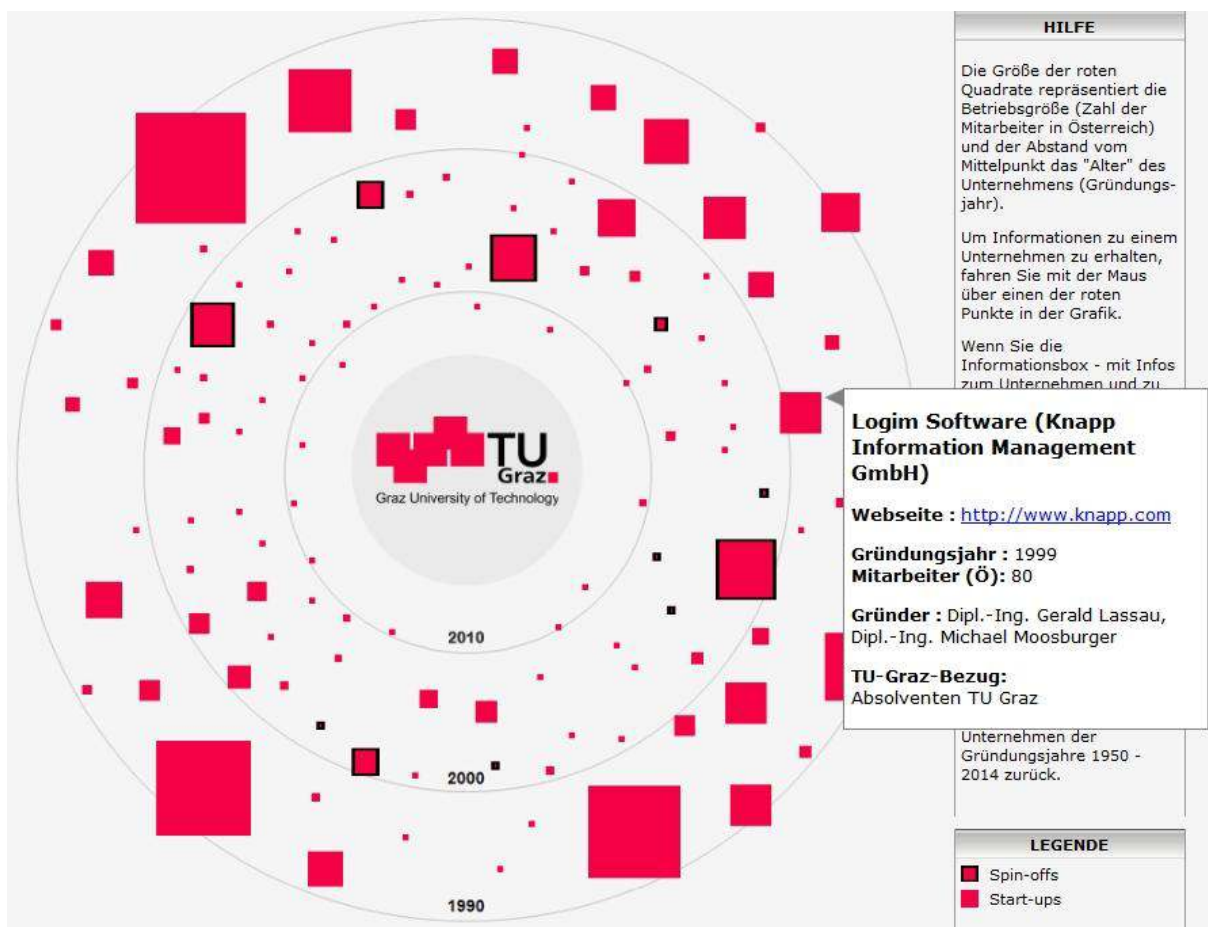 TU
Graz
Graz University of Technology
2010
2000
1990
HILFE
Die Größe der roten
Quadrate repräsentiert die
Betriebsgröße (Zahl der
Mitarbeiter in Österreich)
und der Abstand vom
Mittelpunkt das "Alter" des
Unternehmens (Gründungs-
jahr).
Um Informationen zu einem
Unternehmen zu erhalten,
fahren Sie mit der Maus
über einen der roten
Punkte in der Grafik.
Wenn Sie die
Informationsbox - mit Infos
zum Unternehmen und zu
Logim Software (Knapp
Information Management
GmbH)
Webseite : http://www.knapp.com
Gründungsjahr : 1999
Mitarbeiter (Ö): 80
Gründer : Dipl.-Ing. Gerald Lassau,
Dipl.-Ing. Michael Moosburger
TU-Graz-Bezug:
Absolventen TU Graz
Unternehmen der
Gründungsjahre 1950 -
2014 zurück.
LEGENDE
Spin-offs
Start-ups